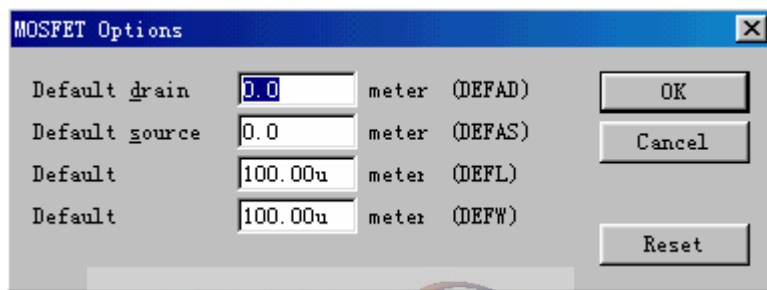 MOSFET Options
Default drain 0.0 meter (DEFAD) OK
Default source 0.0 meter (DEFAS) Cancel
Default 100.00u meter (DEFL)
Default 100.00u meter (DEFW)
Reset